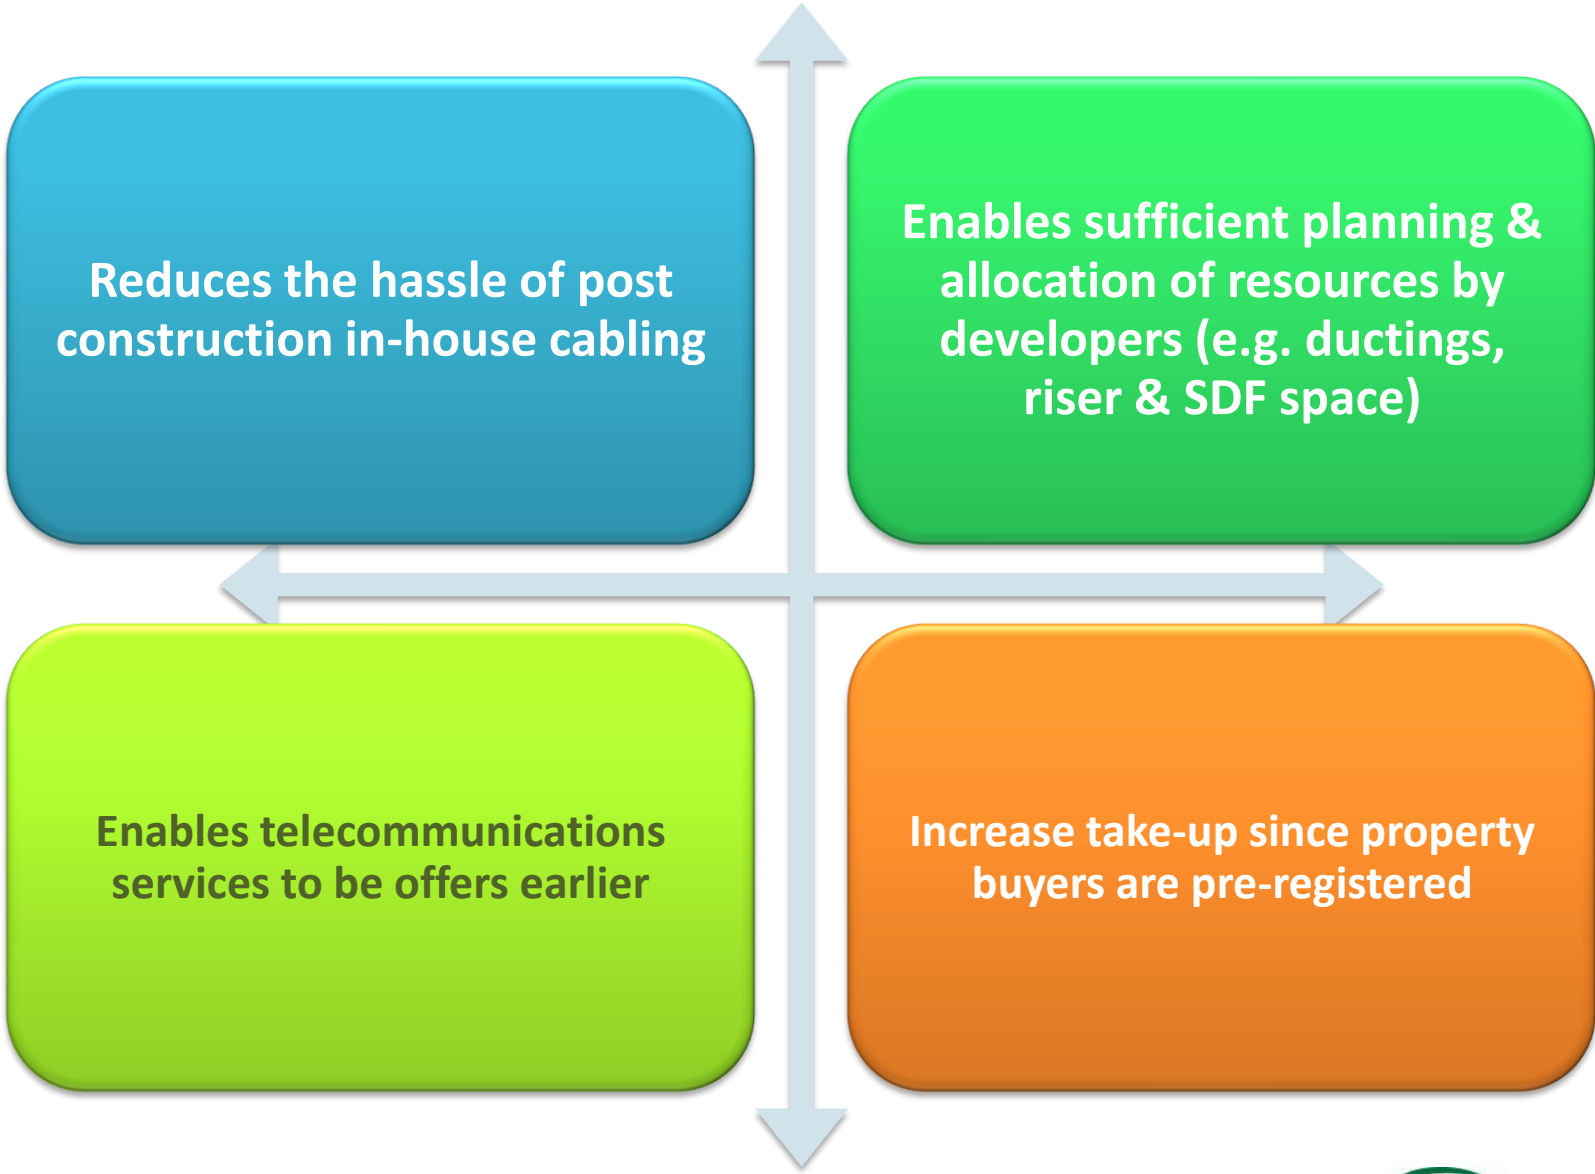 Reduces the hassle of post
construction in-house cabling
Enables sufficient planning &
allocation of resources by
developers (e.g. ductings,
riser & SDF space)
Enables telecommunications
services to be offers earlier
Increase take-up since property
buyers are pre-registered